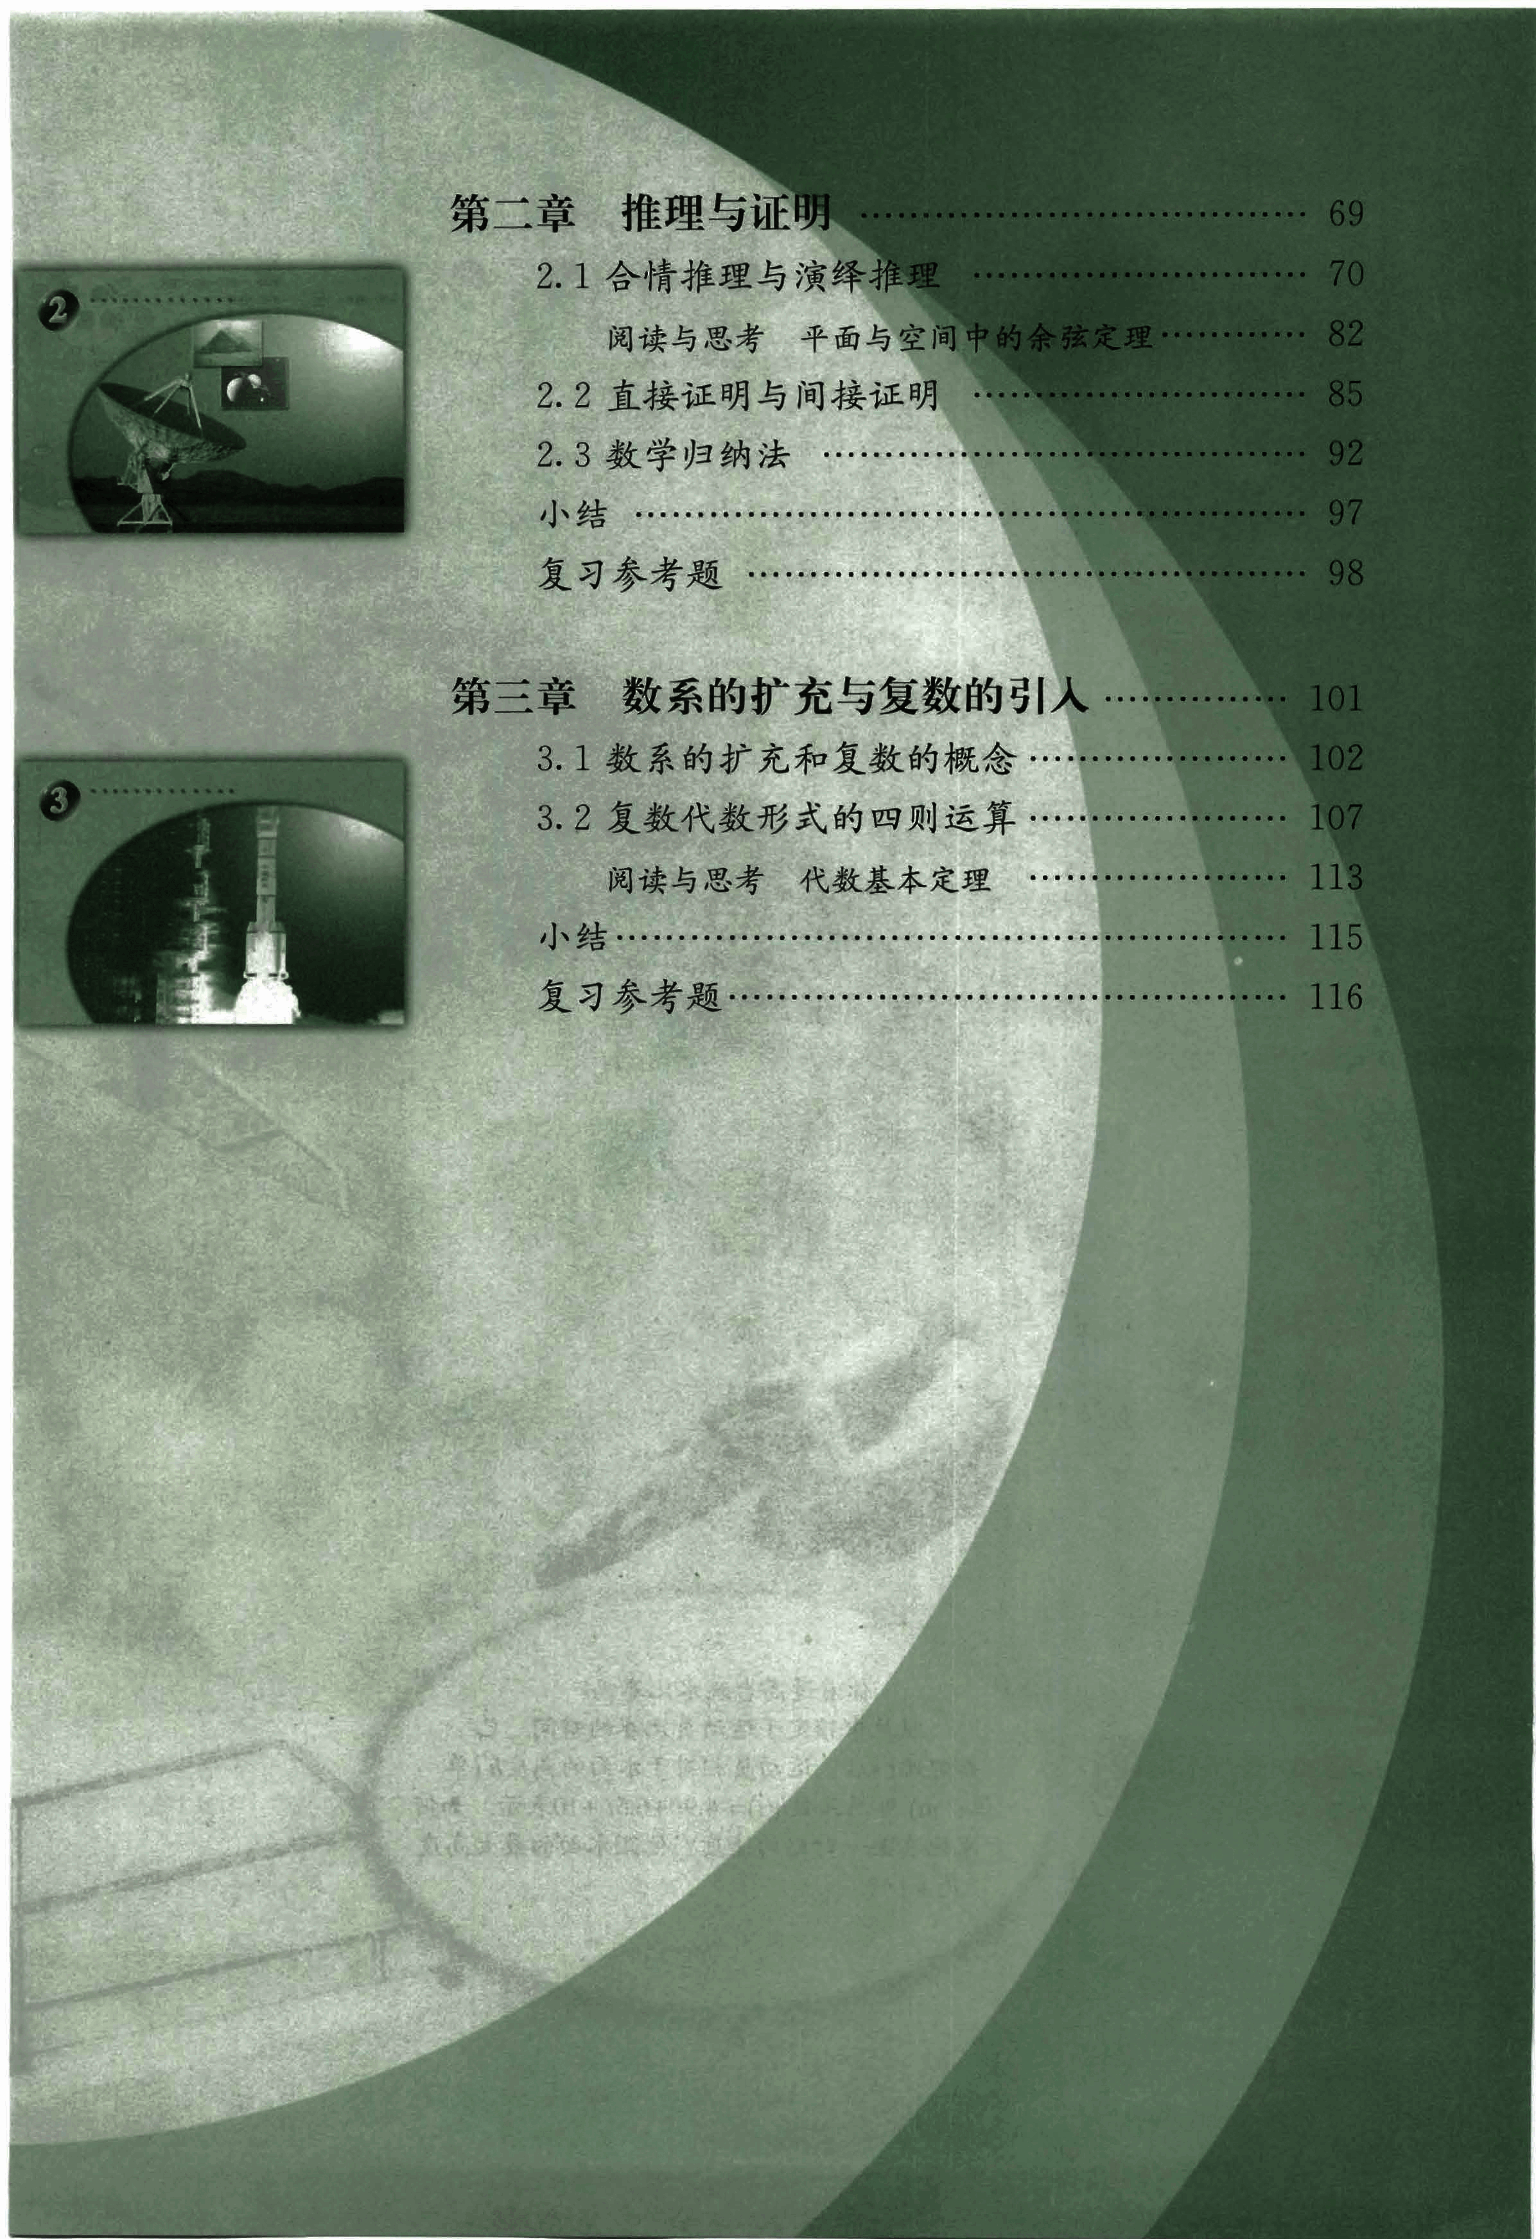 第二章 推理与证明 ………………………………… 69
2.1 合情推理与演绎推理 ………………………… 70
阅读与思考 平面与空间中的余弦定理………… 82
2.2 直接证明与间接证明 ………………………… 85
2.3 数学归纳法 …………………………………… 92
小结 ………………………………………………… 97
复习参考题 ………………………………………… 98
2
第三章 数系的扩充与复数的引入 …………… 101
3.1 数系的扩充和复数的概念 ………………… 102
3.2 复数代数形式的四则运算 ………………… 107
阅读与思考 代数基本定理 ………………… 113
小结………………………………………………… 115
复习参考题………………………………………… 116
3